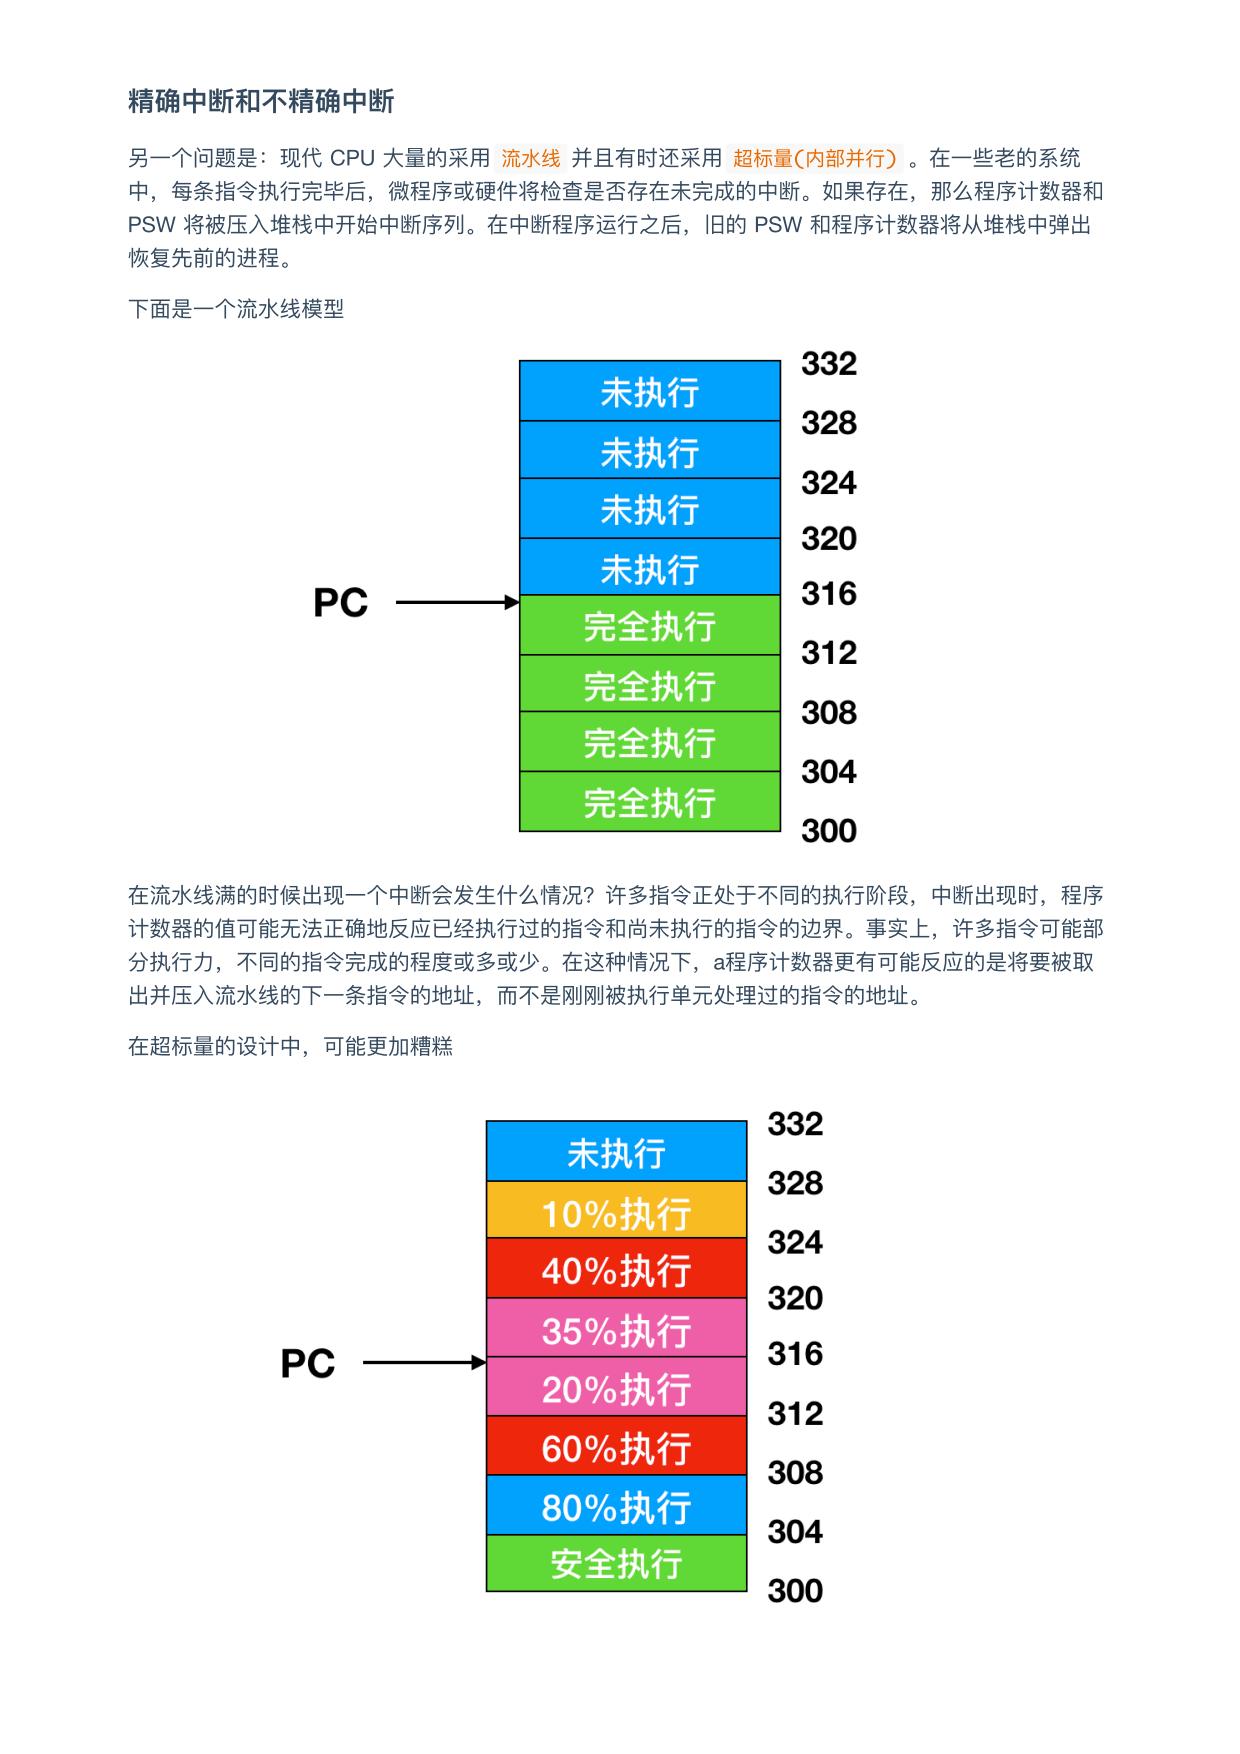 精确中断和不精确中断
另一个问题是：现代 CPU 大量的采用 流水线 并且有时还采用 超标量(内部并行) 。在一些老的系统
中，每条指令执行完毕后，微程序或硬件将检查是否存在未完成的中断。如果存在，那么程序计数器和
PSW 将被压入堆栈中开始中断序列。在中断程序运行之后，旧的 PSW 和程序计数器将从堆栈中弹出
恢复先前的进程。
下面是一个流水线模型
332
未执行
328
未执行
324
未执行
320
未执行
316
PC
完全执行
312
完全执行
308
完全执行
304
完全执行
300
在流水线满的时候出现一个中断会发生什么情况？许多指令正处于不同的执行阶段，中断出现时，程序
计数器的值可能无法正确地反应已经执行过的指令和尚未执行的指令的边界。事实上，许多指令可能部
分执行力，不同的指令完成的程度或多或少。在这种情况下，a程序计数器更有可能反应的是将要被取
出并压入流水线的下一条指令的地址，而不是刚刚被执行单元处理过的指令的地址。
在超标量的设计中，可能更加糟糕
332
未执行
328
10%执行
324
40%执行
320
35%执行
316
PC
20%执行
312
60%执行
308
80%执行
304
安全执行
300